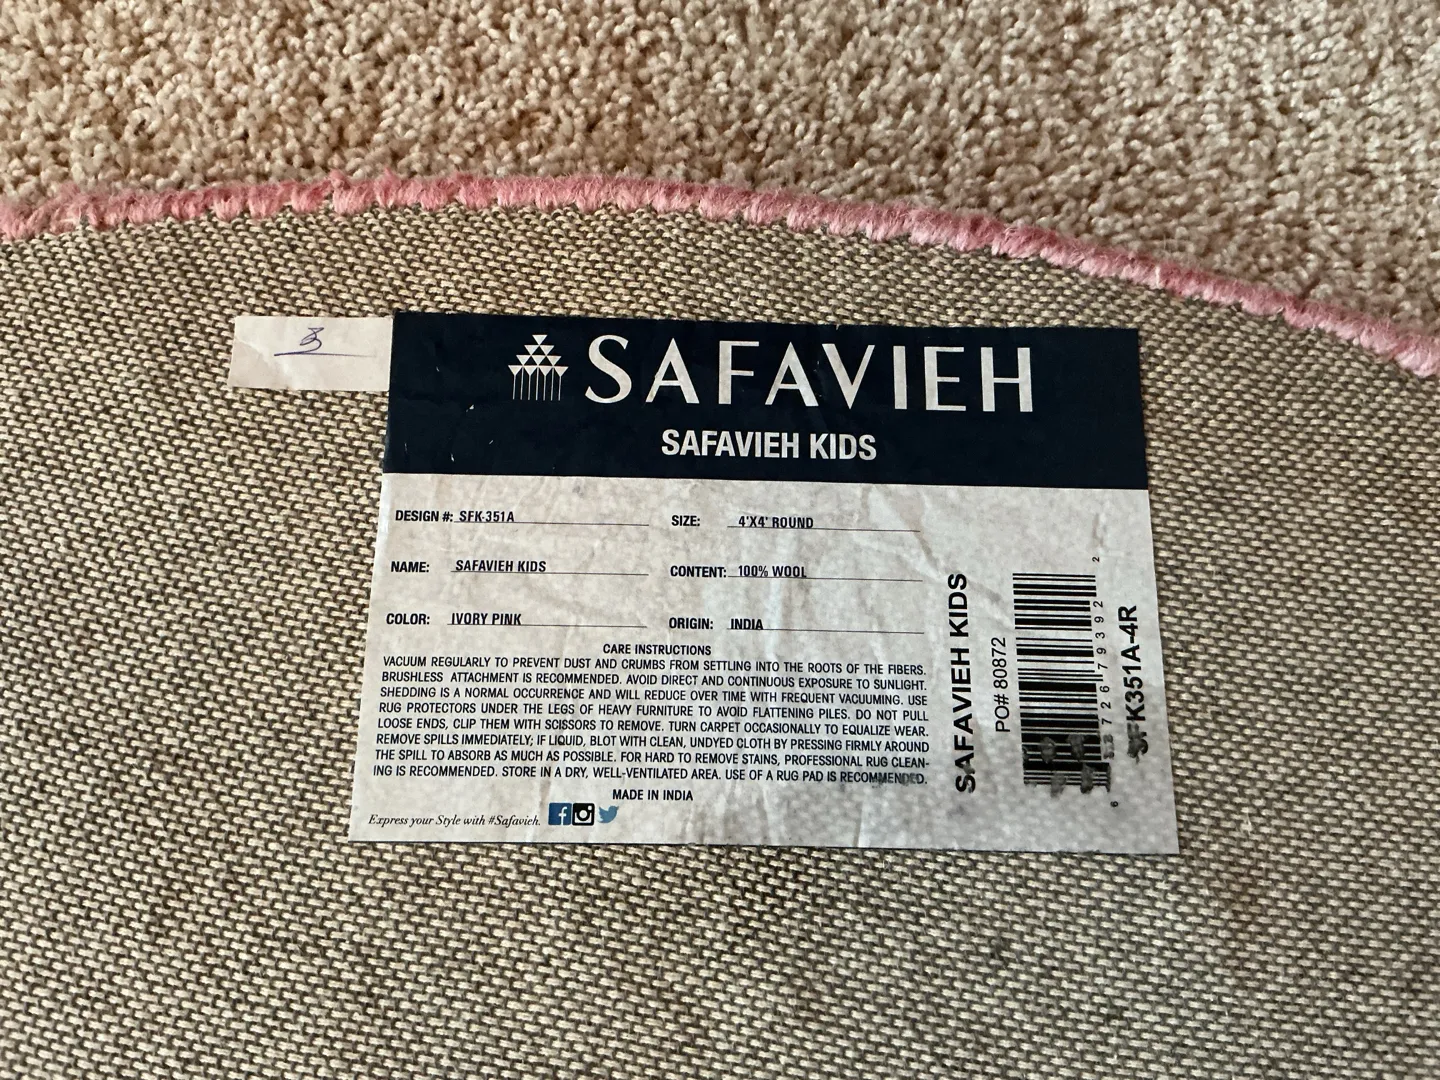 3
SAFAVIEH
SAFAVIEH KIDS
DESIGN #: SFK-351A
SIZE: 4'X4' ROUND
NAME: SAFAVIEH KIDS
CONTENT: 100% WOOL
COLOR: IVORY PINK
ORIGIN: INDIA
CARE INSTRUCTIONS
VACUUM REGULARLY TO PREVENT DUST AND CRUMBS FROM SETTLING INTO THE ROOTS OF THE FIBERS.
BRUSHLESS ATTACHMENT IS RECOMMENDED. AVOID DIRECT AND CONTINUOUS EXPOSURE TO SUNLIGHT.
SHEDDING IS A NORMAL OCCURRENCE AND WILL REDUCE OVER TIME WITH FREQUENT VACUUMING. USE
RUG PROTECTORS UNDER THE LEGS OF HEAVY FURNITURE TO AVOID FLATTENING PILES. DO NOT PULL
LOOSE ENDS, CLIP THEM WITH SCISSORS TO REMOVE. TURN CARPET OCCASIONALLY TO EQUALIZE WEAR.
REMOVE SPILLS IMMEDIATELY; IF LIQUID, BLOT WITH CLEAN, UNDYED CLOTH BY PRESSING FIRMLY AROUND
THE SPILL TO ABSORB AS MUCH AS POSSIBLE. FOR HARD TO REMOVE STAINS, PROFESSIONAL RUG CLEAN-
ING IS RECOMMENDED. STORE IN A DRY, WELL-VENTILATED AREA. USE OF A RUG PAD IS RECOMMENDED.
MADE IN INDIA
Express your Style with #Safavieh.
SAFAVIEH KIDS
PO# 80872
SFK351A-4R